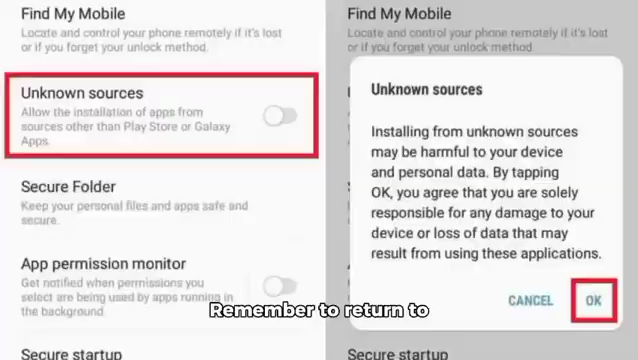 Find My Mobile
Locate and control your phone remotely if it's lost
or if you forget your unlock method.
Unknown sources
Allow the installation of apps from
sources other than Play Store or Galaxy
Apps.
Secure Folder
Keep your personal files and apps safe and
secure.
App permission monitor
Get notified when permissions you
select are being used by apps running in
the background.
Secure startup
Find My Mobile
Locate and control your phone remotely if it's lost
or if you forget your unlock method.
Unknown sources
Installing from unknown sources
may be harmful to your device
and personal data. By tapping
OK, you agree that you are solely
responsible for any damage to your
device or loss of data that may
result from using these applications.
CANCEL OK
Secure startup
Remember to return to